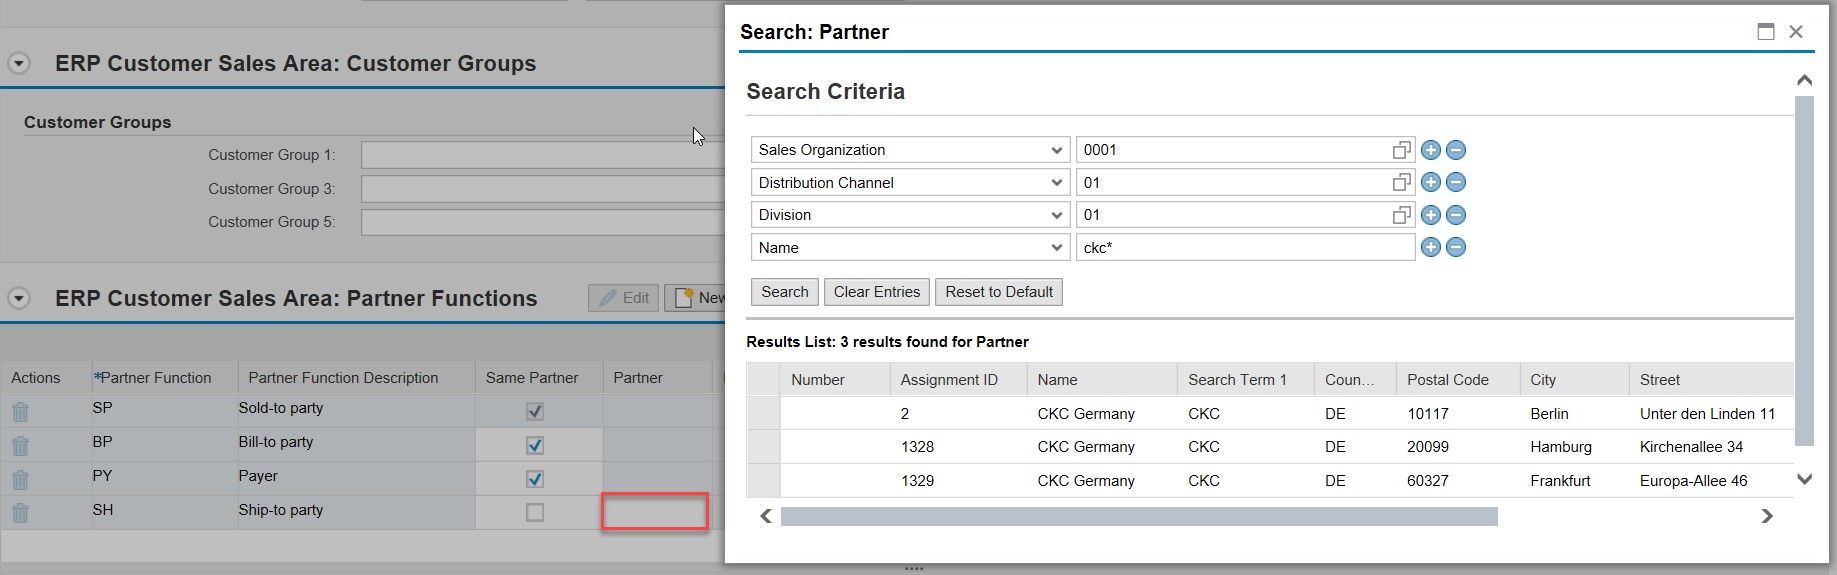 ERP Customer Sales Area: Customer Groups
Customer Groups
Customer Group 1:
Customer Group 3:
Customer Group 5:
ERP Customer Sales Area: Partner Functions Edit New
Actions *Partner Function Partner Function Description Same Partner Partner
SP Sold-to party
BP Bill-to party
PY Payer
SH Ship-to party
Search: Partner
Search Criteria
Sales Organization 0001
Distribution Channel 01
Division 01
Name ckc*
Search Clear Entries Reset to Default
Results List: 3 results found for Partner
Number Assignment ID Name Search Term 1 Coun... Postal Code City Street
2 CKC Germany CKC DE 10117 Berlin Unter den Linden 11
1328 CKC Germany CKC DE 20099 Hamburg Kirchenallee 34
1329 CKC Germany CKC DE 60327 Frankfurt Europa-Allee 46